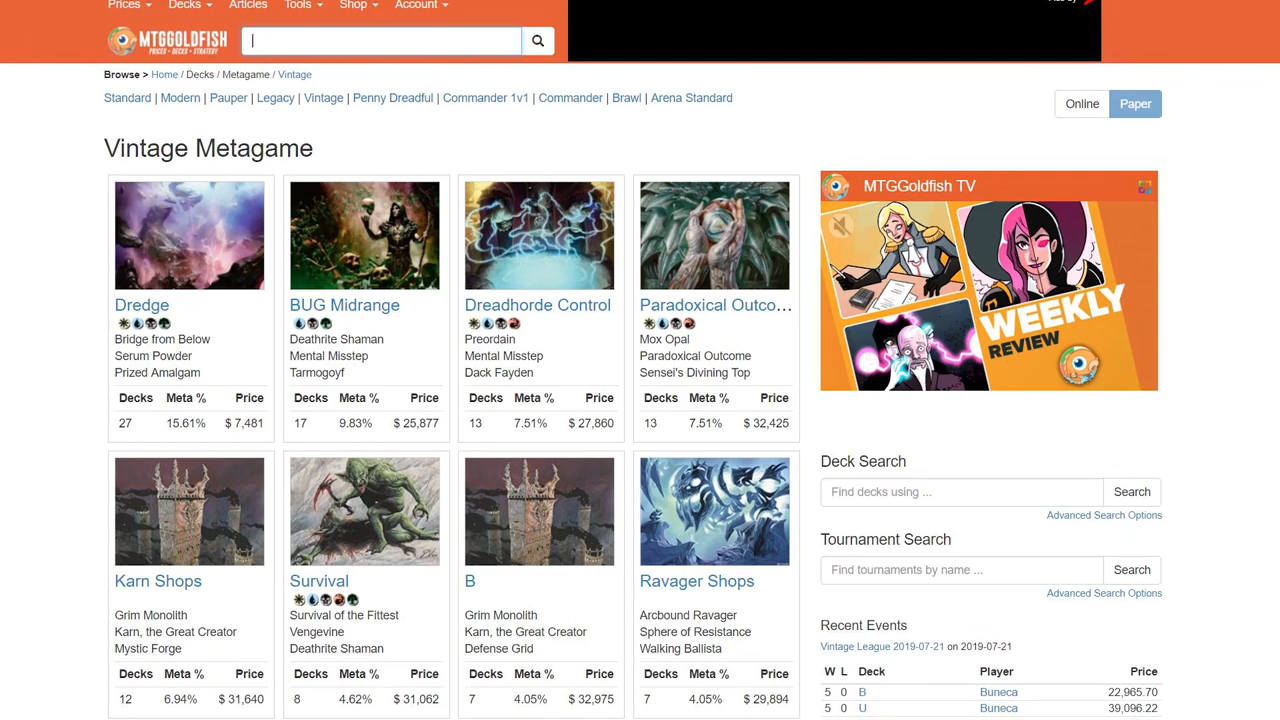 Prices Decks Articles Tools Shop Account
MTGGOLDFISH
PRICES • DECKS • STRATEGY
Browse > Home / Decks / Metagame / Vintage
Standard | Modern | Pauper | Legacy | Vintage | Penny Dreadful | Commander 1v1 | Commander | Brawl | Arena Standard
Online Paper
Vintage Metagame
MTGGoldfish TV
WEEKLY
REVIEW
Dredge
Bridge from Below
Serum Powder
Prized Amalgam
Decks Meta % Price
27 15.61% $ 7,481
BUG Midrange
Deathrite Shaman
Mental Misstep
Tarmogoyf
Decks Meta % Price
17 9.83% $ 25,877
Dreadhorde Control
Preordain
Mental Misstep
Dack Fayden
Decks Meta % Price
13 7.51% $ 27,860
Paradoxical Outco...
Mox Opal
Paradoxical Outcome
Sensei's Divining Top
Decks Meta % Price
13 7.51% $ 32,425
Karn Shops
Grim Monolith
Karn, the Great Creator
Mystic Forge
Decks Meta % Price
12 6.94% $ 31,640
Survival
Survival of the Fittest
Vengevine
Deathrite Shaman
Decks Meta % Price
8 4.62% $ 31,062
B
Grim Monolith
Karn, the Great Creator
Defense Grid
Decks Meta % Price
7 4.05% $ 32,975
Ravager Shops
Arcbound Ravager
Sphere of Resistance
Walking Ballista
Decks Meta % Price
7 4.05% $ 29,894
Deck Search
Find decks using ... Search
Advanced Search Options
Tournament Search
Find tournaments by name ... Search
Advanced Search Options
Recent Events
Vintage League 2019-07-21 on 2019-07-21
W L Deck Player Price
5 0 B Buneca 22,965.70
5 0 U Buneca 39,096.22